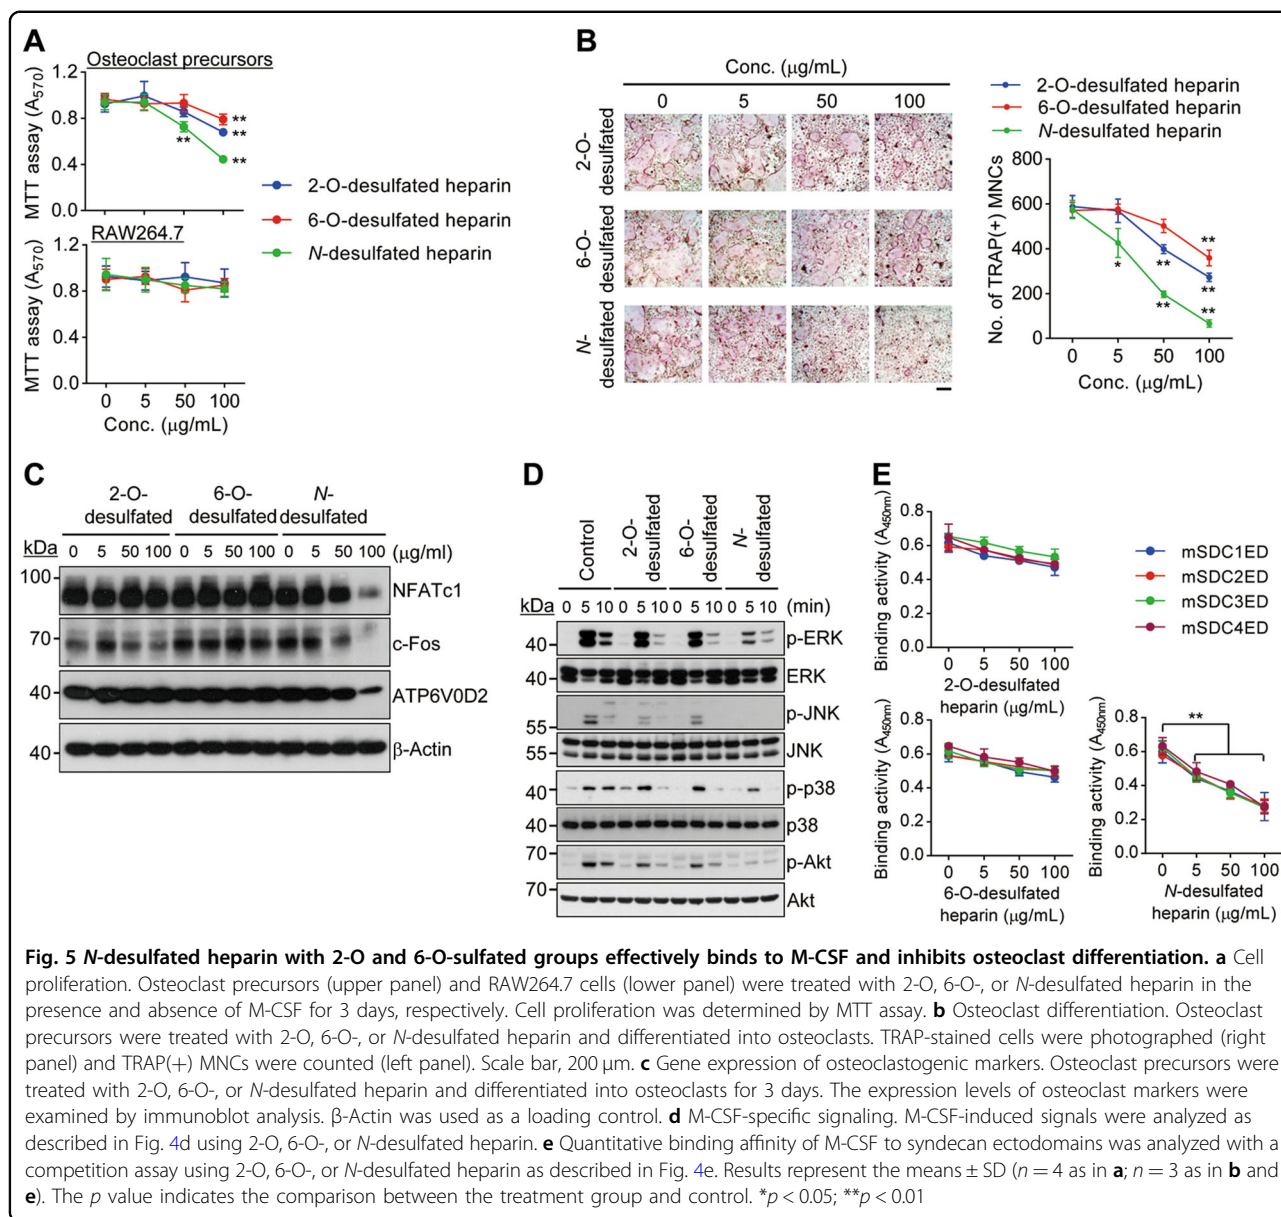 A
Osteoclast precursors
1.2
0.8
0.4
0.0
MTT assay (A570)
**
**
**
**
RAW264.7
1.2
0.8
0.4
0.0
MTT assay (A570)
0 5 50 100
Conc. (μg/mL)
2-O-desulfated heparin
6-O-desulfated heparin
N-desulfated heparin
B
Conc. (μg/mL)
0 5 50 100
2-O-
desulfated
6-O-
desulfated
N-
desulfated
2-O-desulfated heparin
6-O-desulfated heparin
N-desulfated heparin
800
600
400
200
0
No. of TRAP(+) MNCs
*
**
**
**
**
**
0 5 50 100
Conc. (μg/mL)
C
2-O- 6-O- N-
desulfated desulfated desulfated
kDa 0 5 50 100 0 5 50 100 0 5 50 100 (μg/ml)
100
NFATc1
70
c-Fos
40
ATP6V0D2
40
β-Actin
D
Control
2-O-
desulfated
6-O-
desulfated
N-
desulfated
kDa 0 5 10 0 5 10 0 5 10 0 5 10 (min)
40 p-ERK
40 ERK
55 p-JNK
55 JNK
40 p-p38
40 p38
70 p-Akt
70 Akt
E
Binding activity (A450nm)
0.8
0.6
0.4
0.2
0.0
0 5 50 100
2-O-desulfated
heparin (μg/mL)
mSDC1ED
mSDC2ED
mSDC3ED
mSDC4ED
Binding activity (A450nm)
0.8
0.6
0.4
0.2
0.0
0 5 50 100
6-O-desulfated
heparin (μg/mL)
Binding activity (A450nm)
0.8
0.6
0.4
0.2
0.0
**
0 5 50 100
N-desulfated
heparin (μg/mL)
Fig. 5 N-desulfated heparin with 2-O and 6-O-sulfated groups effectively binds to M-CSF and inhibits osteoclast differentiation. a Cell
proliferation. Osteoclast precursors (upper panel) and RAW264.7 cells (lower panel) were treated with 2-O, 6-O-, or N-desulfated heparin in the
presence and absence of M-CSF for 3 days, respectively. Cell proliferation was determined by MTT assay. b Osteoclast differentiation. Osteoclast
precursors were treated with 2-O, 6-O-, or N-desulfated heparin and differentiated into osteoclasts. TRAP-stained cells were photographed (right
panel) and TRAP(+) MNCs were counted (left panel). Scale bar, 200 μm. c Gene expression of osteoclastogenic markers. Osteoclast precursors were
treated with 2-O, 6-O-, or N-desulfated heparin and differentiated into osteoclasts for 3 days. The expression levels of osteoclast markers were
examined by immunoblot analysis. β-Actin was used as a loading control. d M-CSF-specific signaling. M-CSF-induced signals were analyzed as
described in Fig. 4d using 2-O, 6-O-, or N-desulfated heparin. e Quantitative binding affinity of M-CSF to syndecan ectodomains was analyzed with a
competition assay using 2-O, 6-O-, or N-desulfated heparin as described in Fig. 4e. Results represent the means ± SD (n = 4 as in a; n = 3 as in b and
e). The p value indicates the comparison between the treatment group and control. *p < 0.05; **p < 0.01